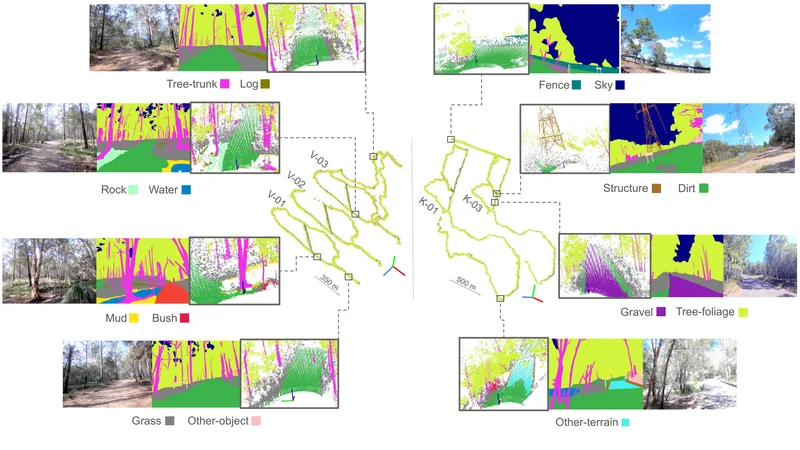 Tree-trunk Log
Fence Sky
Rock Water
Structure Dirt
V-03
V-02
V-01
K-01
K-03
350 m
500 m
Mud Bush
Gravel Tree-foliage
Grass Other-object
Other-terrain